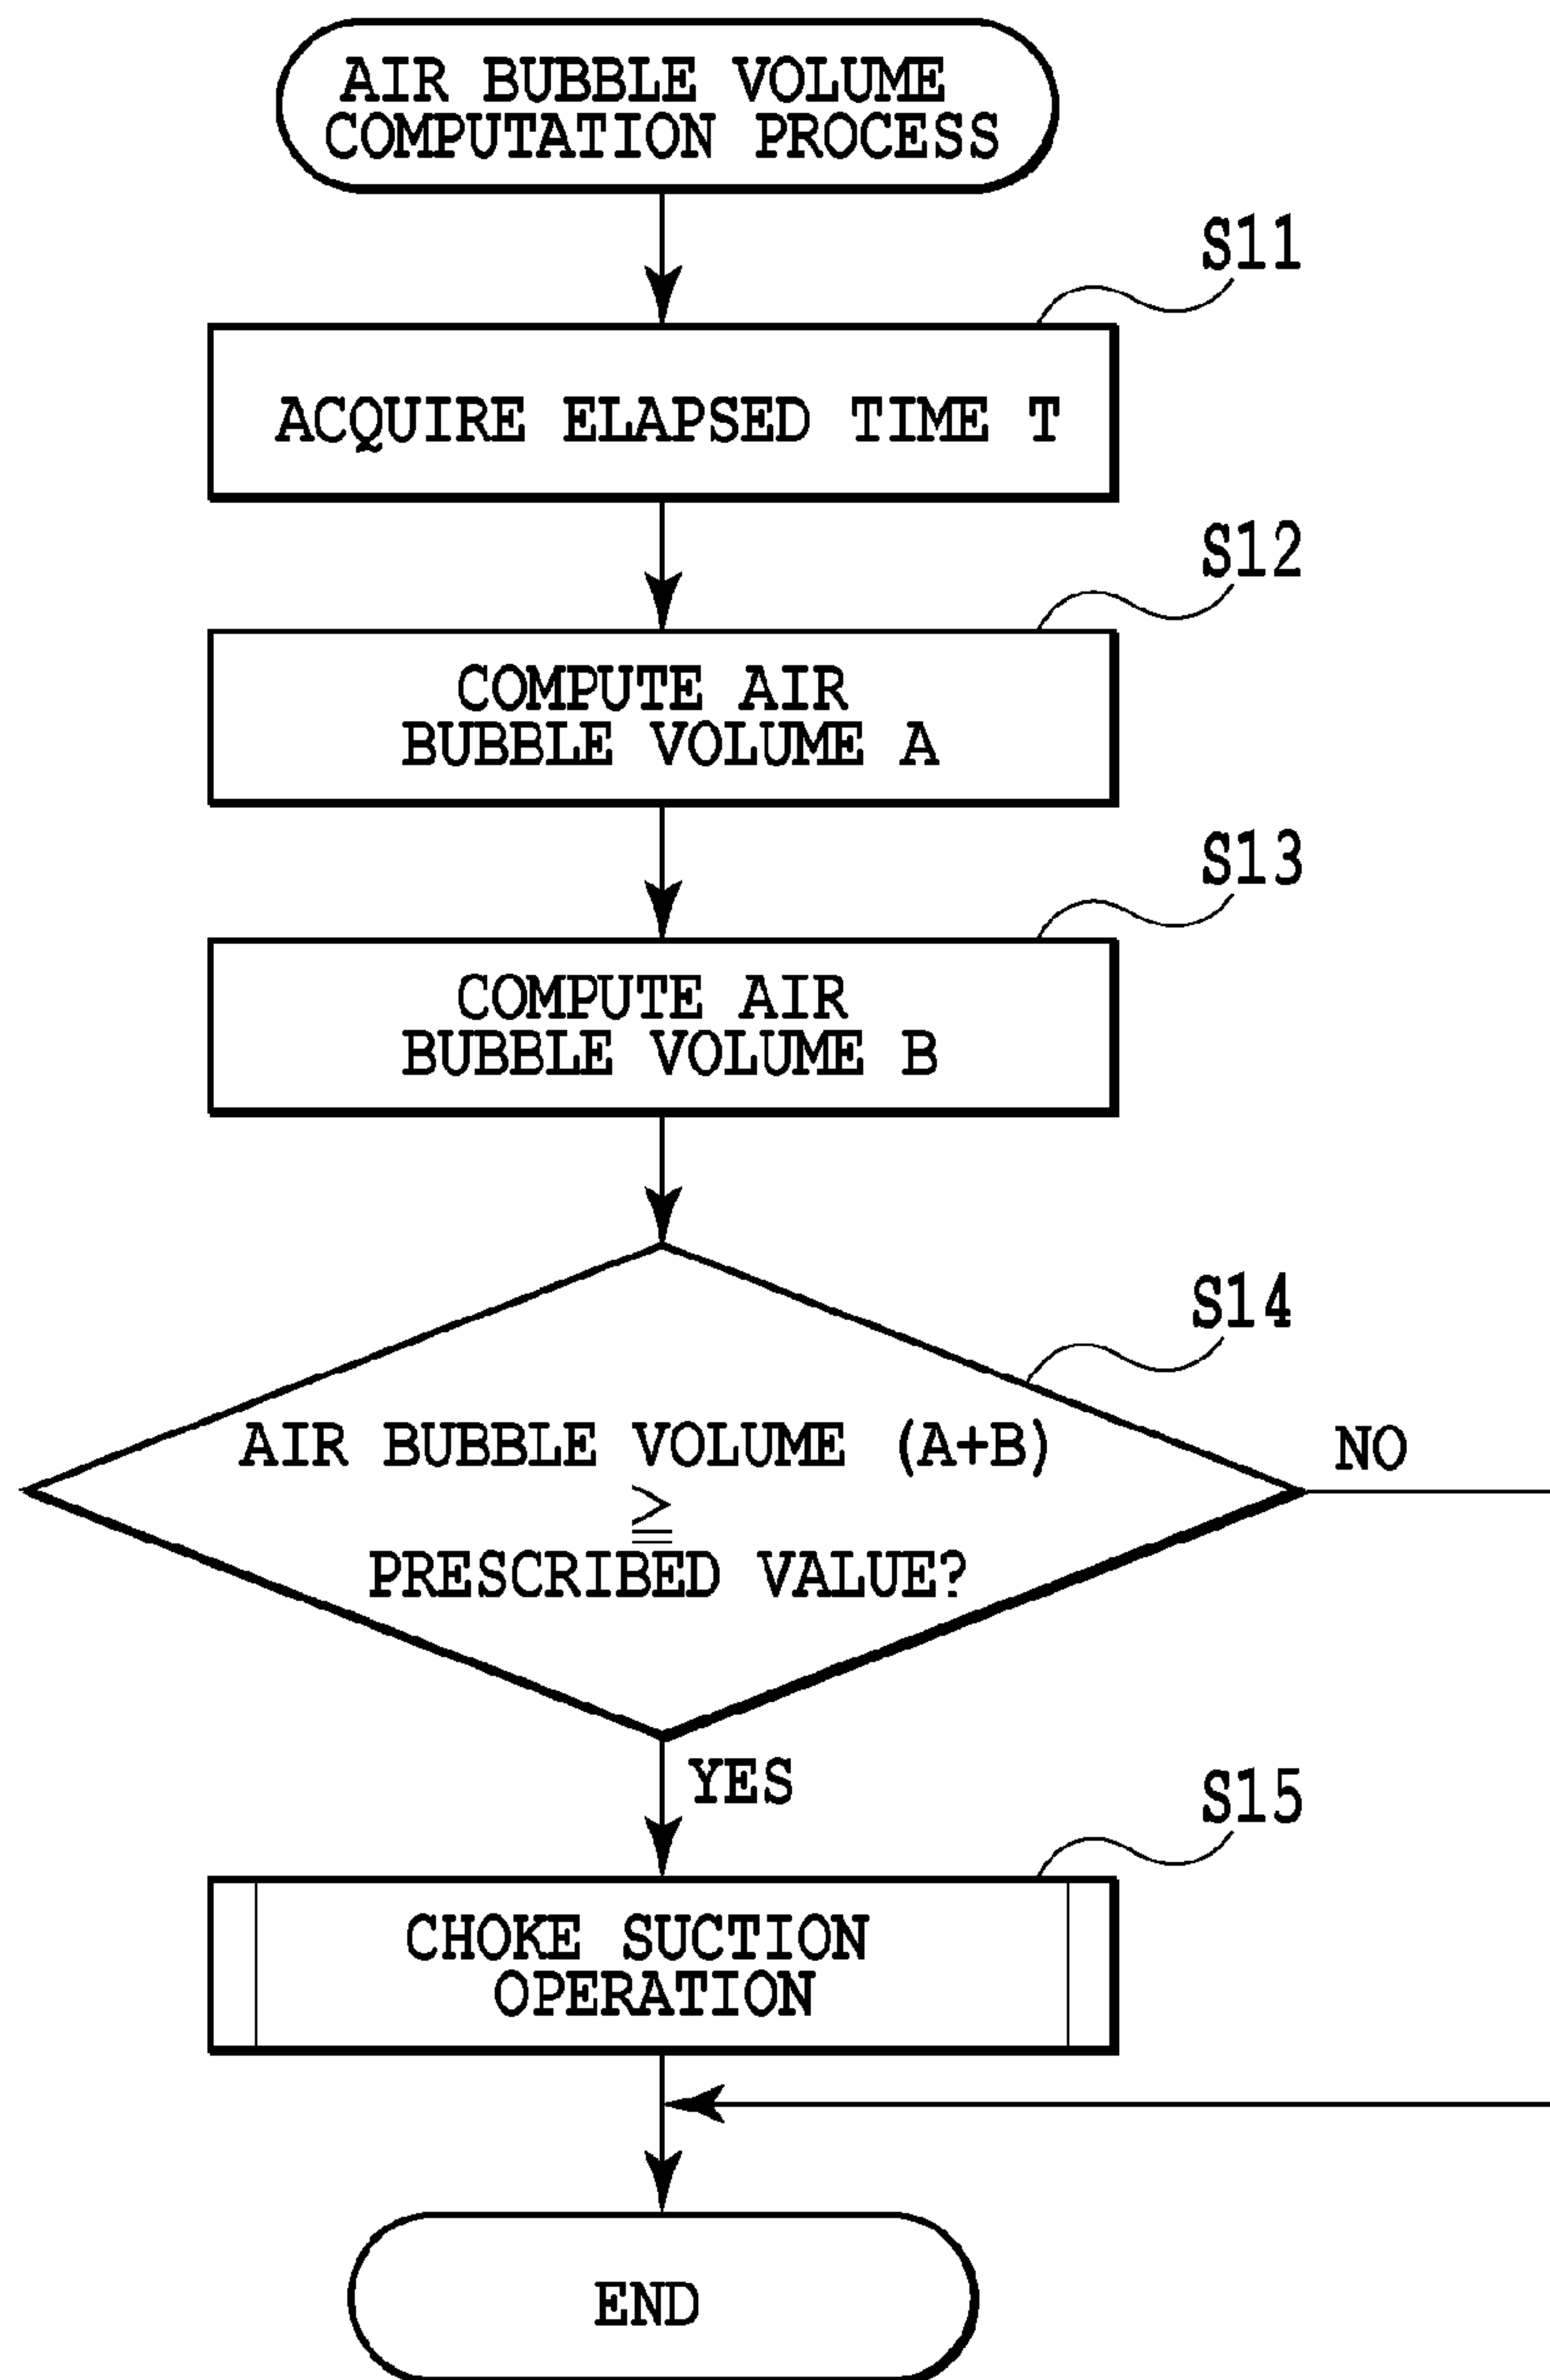 AIR BUBBLE VOLUME
COMPUTATION PROCESS
S11
ACQUIRE ELAPSED TIME T
S12
COMPUTE AIR
BUBBLE VOLUME A
S13
COMPUTE AIR
BUBBLE VOLUME B
S14
AIR BUBBLE VOLUME (A+B)
≧
PRESCRIBED VALUE?
NO
YES
S15
CHOKE SUCTION
OPERATION
END